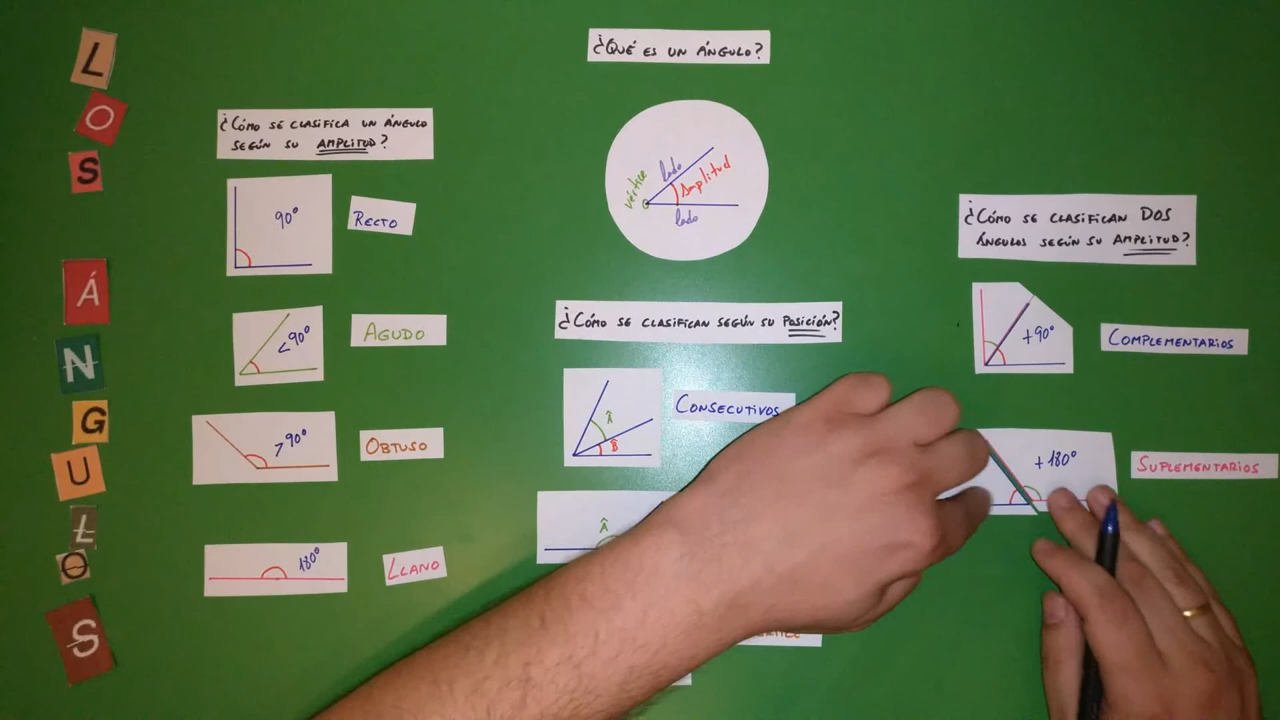 LOS ÁNGULOS
¿QUÉ ES UN ÁNGULO?
vértice
lado
Amplitud
lado
¿CÓMO SE CLASIFICA UN ÁNGULO
SEGÚN SU AMPLITUD?
90°
RECTO
<90°
AGUDO
>90°
OBTUSO
180°
LLANO
¿CÓMO SE CLASIFICAN SEGÚN SU POSICIÓN?
Â
B̂
CONSECUTIVOS
Â
¿CÓMO SE CLASIFICAN DOS
ÁNGULOS SEGÚN SU AMPLITUD?
+90°
COMPLEMENTARIOS
+180°
SUPLEMENTARIOS